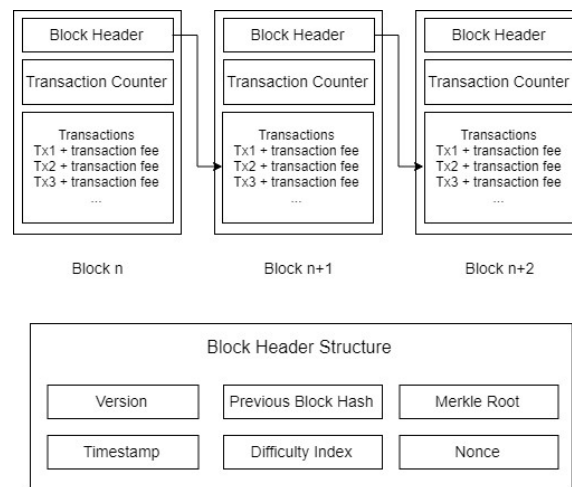 Block Header
Transaction Counter
Transactions
Tx1 + transaction fee
Tx2 + transaction fee
Tx3 + transaction fee
...
Block n
Block Header
Transaction Counter
Transactions
Tx1 + transaction fee
Tx2 + transaction fee
Tx3 + transaction fee
...
Block n+1
Block Header
Transaction Counter
Transactions
Tx1 + transaction fee
Tx2 + transaction fee
Tx3 + transaction fee
...
Block n+2
Block Header Structure
Version
Previous Block Hash
Merkle Root
Timestamp
Difficulty Index
Nonce